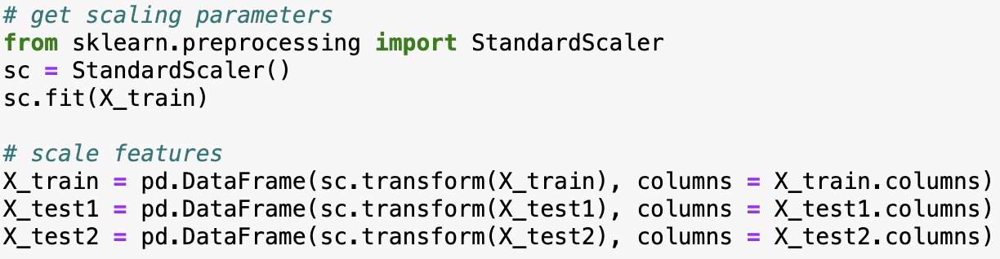 # get scaling parameters
from sklearn.preprocessing import StandardScaler
sc = StandardScaler()
sc.fit(X_train)
# scale features
X_train = pd.DataFrame(sc.transform(X_train), columns = X_train.columns)
X_test1 = pd.DataFrame(sc.transform(X_test1), columns = X_test1.columns)
X_test2 = pd.DataFrame(sc.transform(X_test2), columns = X_test2.columns)